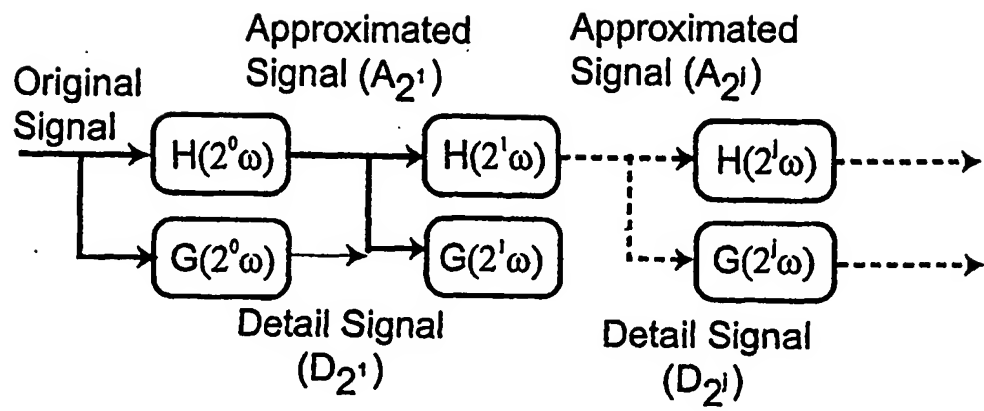 Original
Signal
Approximated
Signal (A₂¹)
Approximated
Signal (A₂ʲ)
H(2⁰ω)
H(2¹ω)
H(2ʲω)
G(2⁰ω)
G(2¹ω)
G(2ʲω)
Detail Signal
(D₂¹)
Detail Signal
(D₂ʲ)